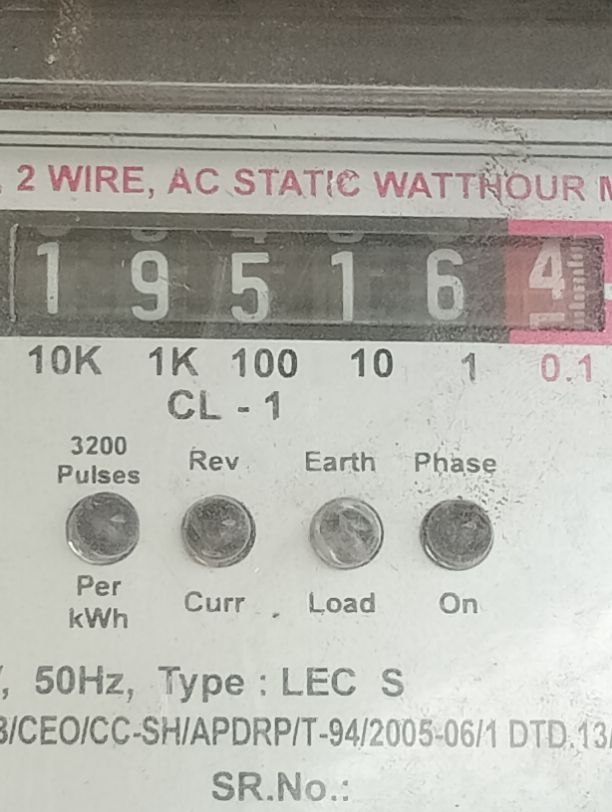 2 WIRE, AC STATIC WATTHOUR
1 9 5 1 6 4
10K 1K 100 10 1 0.1
CL - 1
3200
Pulses Rev Earth Phase
Per
kWh Curr Load On
, 50Hz, Type : LEC S
/CEO/CC-SH/APDRP/T-94/2005-06/1 DTD.13/
SR.No.: